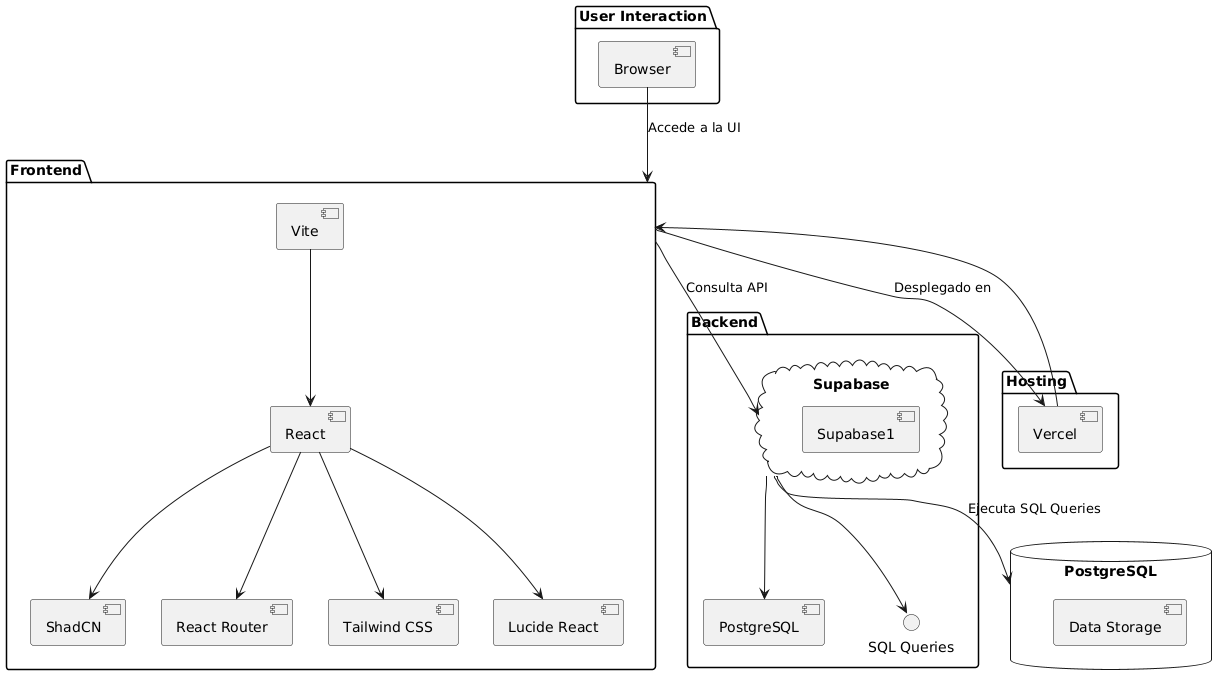 User Interaction
Browser
Accede a la UI
Frontend
Vite
Consulta API
Desplegado en
Backend
Supabase
Supabase1
Hosting
Vercel
React
Ejecuta SQL Queries
ShadCN
React Router
Tailwind CSS
Lucide React
PostgreSQL
SQL Queries
PostgreSQL
Data Storage